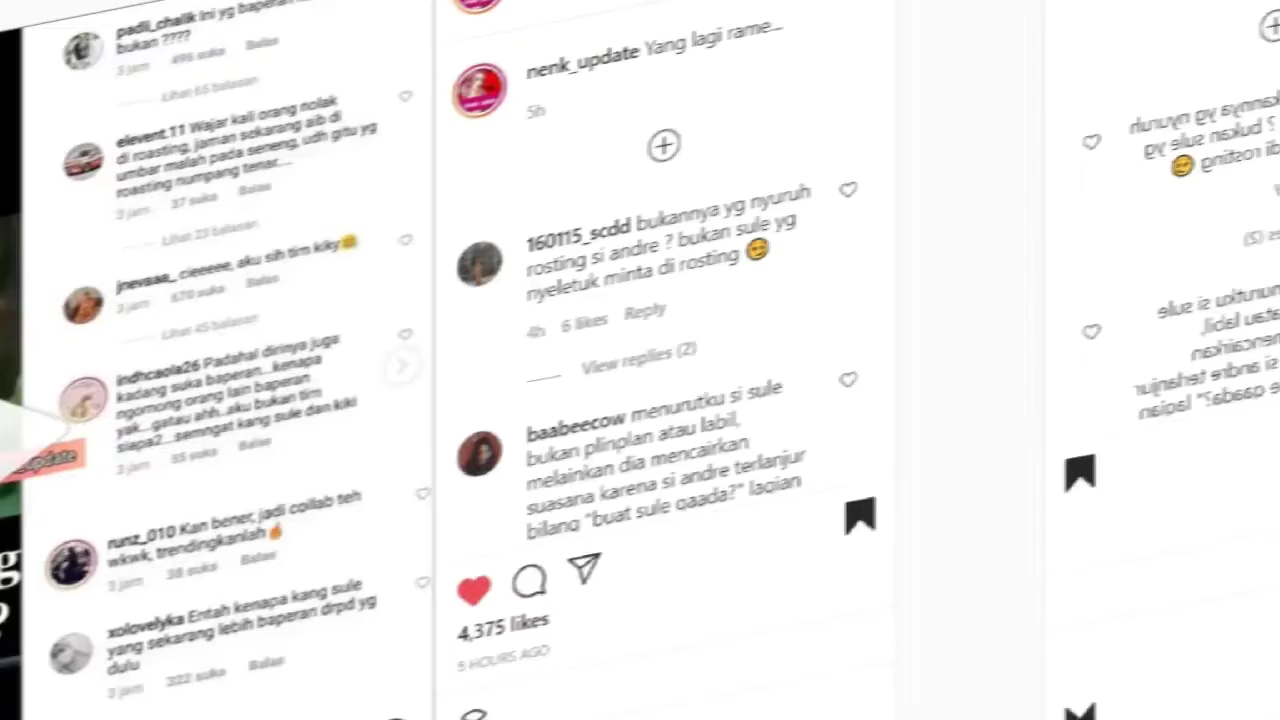 padli_chalik Ini yg baperan
bukan ????
3 jam 496 suka Balas
Lihat 65 balasan
elevent.11 Wajar kali orang nolak
di roasting, jaman sekarang aib di
umbar malah pada seneng, udh gitu yg
roasting numpang tenar....
3 jam 37 suka Balas
Lihat 23 balasan
jnevaaa_ cieeeee, aku sih tim kiky
3 jam 670 suka Balas
Lihat 45 balasan
indhcaola26 Padahal dirinya juga
kadang suka baperan...kenapa
ngomong orang lain baperan
yak...gatau ahh..aku bukan tim
siapa2...semngat kang sule dan kiki
3 jam 55 suka Balas
update
runz_010 Kan bener, jadi collab teh
wkwk, trendingkanlah🔥
3 jam 38 suka Balas
xolovelyka Entah kenapa kang sule
yang sekarang lebih baperan drpd yg
dulu
3 jam 322 suka Balas
g
?
nenk_update Yang lagi rame...
5h
160115_scdd bukannya yg nyuruh
rosting si andre ? bukan sule yg
nyeletuk minta di rosting
4h 6 likes Reply
View replies (2)
baabeecow menurutku si sule
bukan plinplan atau labil,
melainkan dia mencairkan
suasana karena si andre terlanjur
bilang "buat sule qaada?" laqian
4,375 likes
5 HOURS AGO